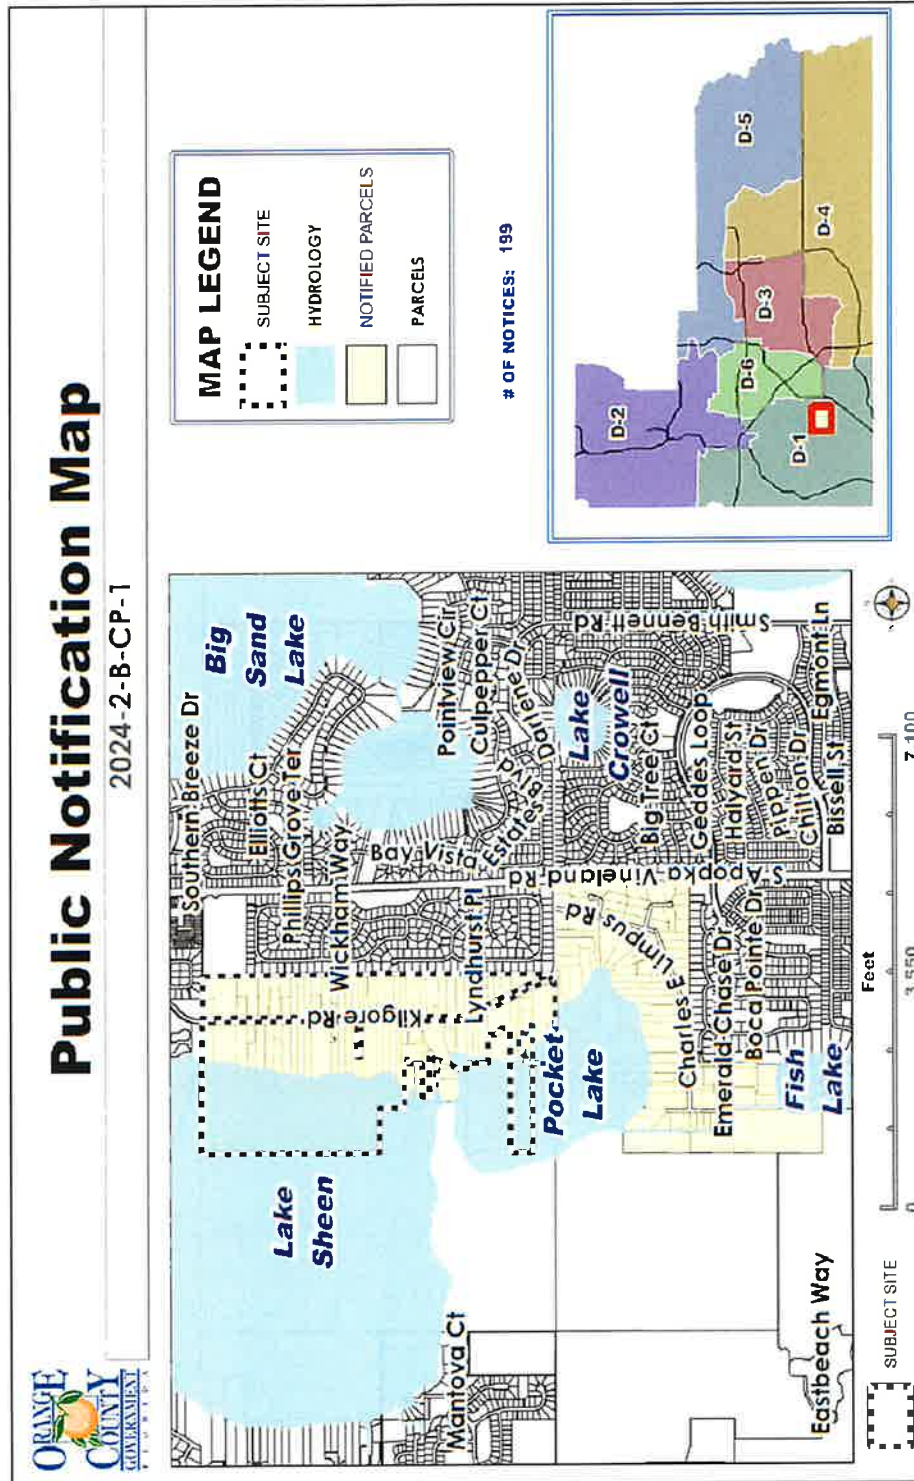 ORANGE
COUNTY
GOVERNMENT
FLORIDA
Public Notification Map
2024-2-B-CP-1
Southern Breeze Dr
Big
Sand
Lake
Elliotts Ct
Phillips Grove Ter
Wickham Way
Kilgore Rd
Lake
Sheen
Bay Vista
Estates Blvd
Pointview Cir
Culpepper Ct
Darlene Dr
Lyndhurst Pl
Mantova Ct
Pocket
Lake
S Apopka-Vineland Rd
Lake
Crowell
Smith Bennett Rd
Charles E Limpus Rd
Big Tree Ct
Geddes Loop
Halyard St
Pippen Dr
Chilton Dr
Egmont Ln
Bissell St
Emerald Chase Dr
Boca Pointe Dr
Fish
Lake
Eastbeach Way
SUBJECT SITE
Feet
0
3,550
7,100
MAP LEGEND
SUBJECT SITE
HYDROLOGY
NOTIFIED PARCELS
PARCELS
# OF NOTICES: 199
D-2
D-5
D-6
D-3
D-1
D-4